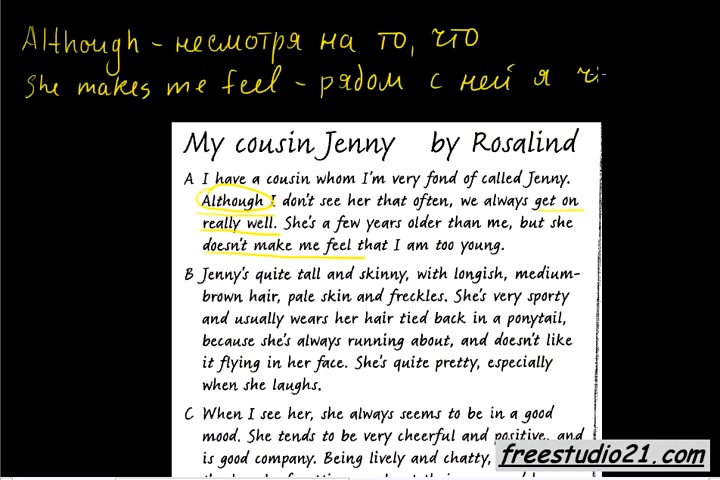 Although - несмотря на то, что
She makes me feel - рядом с ней я
My cousin Jenny by Rosalind
A I have a cousin whom I'm very fond of called Jenny.
Although I don't see her that often, we always get on
really well. She's a few years older than me, but she
doesn't make me feel that I am too young.
B Jenny's quite tall and skinny, with longish, medium-
brown hair, pale skin and freckles. She's very sporty
and usually wears her hair tied back in a ponytail,
because she's always running about, and doesn't like
it flying in her face. She's quite pretty, especially
when she laughs.
C When I see her, she always seems to be in a good
mood. She tends to be very cheerful and positive, and
is good company. Being lively and chatty,
freestudio21.com